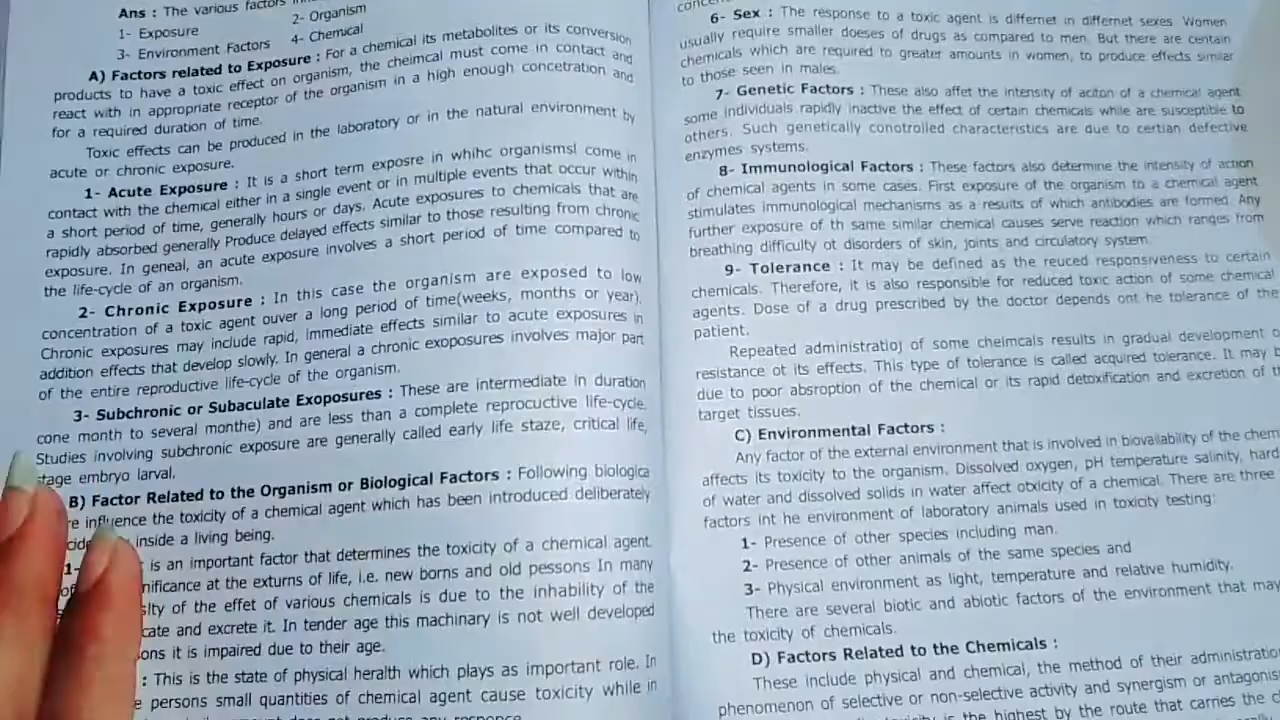 Ans : The various factors
1- Exposure 2- Organism
3- Environment Factors 4- Chemical
A) Factors related to Exposure : For a chemical its metabolites or its conversion
products to have a toxic effect on organism, the cheimcal must come in contact and
react with in appropriate receptor of the organism in a high enough concetration and
for a required duration of time.
Toxic effects can be produced in the laboratory or in the natural environment by
acute or chronic exposure.
1- Acute Exposure : It is a short term exposre in whihc organismsl come in
contact with the chemical either in a single event or in multiple events that occur within
a short period of time, generally hours or days. Acute exposures to chemicals that are
rapidly absorbed generally Produce delayed effects similar to those resulting from chronic
exposure. In geneal, an acute exposure involves a short period of time compared to
the life-cycle of an organism.
2- Chronic Exposure : In this case the organism are exposed to low
concentration of a toxic agent ouver a long period of time(weeks, months or year).
Chronic exposures may include rapid, immediate effects similar to acute exposures in
addition effects that develop slowly. In general a chronic exoposures involves major part
of the entire reproductive life-cycle of the organism.
3- Subchronic or Subaculate Exoposures : These are intermediate in duration
cone month to several monthe) and are less than a complete reprocuctive life-cycle.
Studies involving subchronic exposure are generally called early life staze, critical life,
stage embryo larval.
B) Factor Related to the Organism or Biological Factors : Following biologica
influence the toxicity of a chemical agent which has been introduced deliberately
inside a living being.
1- is an important factor that determines the toxicity of a chemical agent.
nificance at the exturns of life, i.e. new borns and old pessons In many
of the effet of various chemicals is due to the inhability of the
cate and excrete it. In tender age this machinary is not well developed
ons it is impaired due to their age.
: This is the state of physical heralth which plays as important role. In
persons small quantities of chemical agent cause toxicity while in
6- Sex : The response to a toxic agent is differnet in differnet sexes. Women
usually require smaller doeses of drugs as compared to men. But there are centain
chemicals which are required to greater amounts in women, to produce effects similar
to those seen in males.
7- Genetic Factors : These also affet the intensity of aciton of a chemical agent
some individuals rapidly inactive the effect of certain chemicals while are susceptible to
others. Such genetically conotrolled characteristics are due to certian defective
enzymes systems.
8- Immunological Factors : These factors also determine the intensity of action
of chemical agents in some cases. First exposure of the organism to a chemical agent
stimulates immunological mechanisms as a reuits of which antibodies are formed. Any
further exposure of th same similar chemical causes serve reaction which ranges from
breathing difficulty ot disorders of skin, joints and circulatory system.
9- Tolerance : It may be defined as the reuced responsiveness to certain
chemicals. Therefore, it is also responsible for reduced toxic action of some chemical
agents. Dose of a drug prescribed by the doctor depends ont he tolerance of the
patient.
Repeated administratioj of some cheimcals results in gradual development o
resistance ot its effects. This type of tolerance is called acquired tolerance. It may b
due to poor absroption of the chemical or its rapid detoxification and excretion of t
target tissues.
C) Environmental Factors :
Any factor of the external environment that is involved in biovailability of the chem
affects its toxicity to the organism. Dissolved oxygen, pH temperature salinity, hard
of water and dissolved solids in water affect otxicity of a chemical. There are three
factors int he environment of laboratory animals used in toxicity testing:
1- Presence of other species including man.
2- Presence of other animals of the same species and
3- Physical environment as light, temperature and relative humidity.
There are several biotic and abiotic factors of the environment that may
the toxicity of chemicals.
D) Factors Related to the Chemicals :
These include physical and chemical, the method of their administratio
phenomenon of selective or non-selective activity and synergism or antagonis
is the highest by the route that carries the